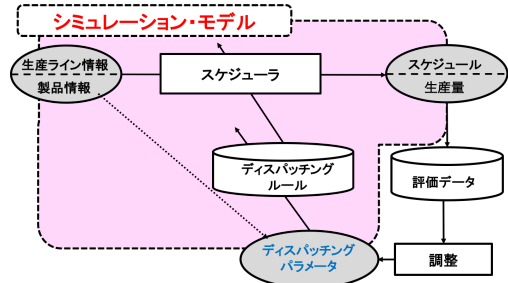 シミュレーション・モデル
生産ライン情報
製品情報
スケジューラ
スケジュール
生産量
ディスパッチング
ルール
評価データ
ディスパッチング
パラメータ
調整